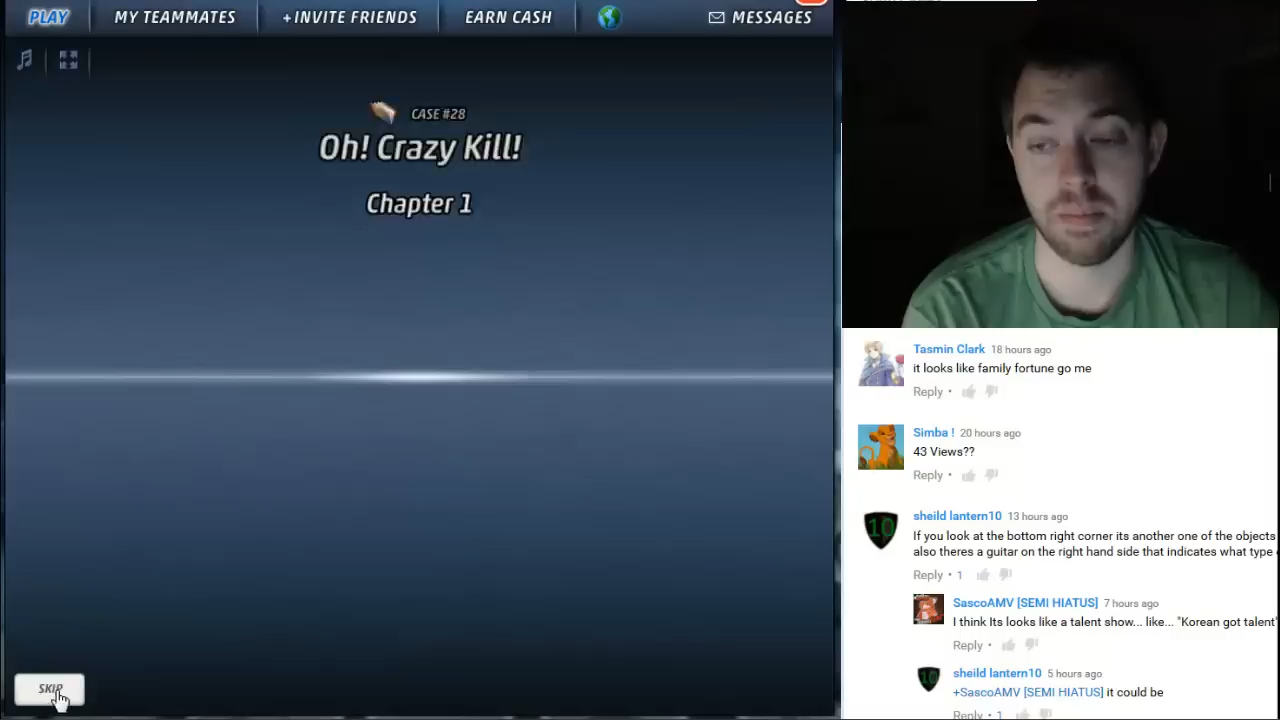 PLAY
MY TEAMMATES
+INVITE FRIENDS
EARN CASH
MESSAGES
CASE #28
Oh! Crazy Kill!
Chapter 1
SKIP
Tasmin Clark 18 hours ago
it looks like family fortune go me
Reply •
Simba ! 20 hours ago
43 Views??
Reply •
10
sheild lantern10 13 hours ago
If you look at the bottom right corner its another one of the objects
also theres a guitar on the right hand side that indicates what type
Reply • 1
SascoAMV [SEMI HIATUS] 7 hours ago
I think Its looks like a talent show... like... "Korean got talent"
Reply •
sheild lantern10 5 hours ago
+SascoAMV [SEMI HIATUS] it could be
Reply • 1